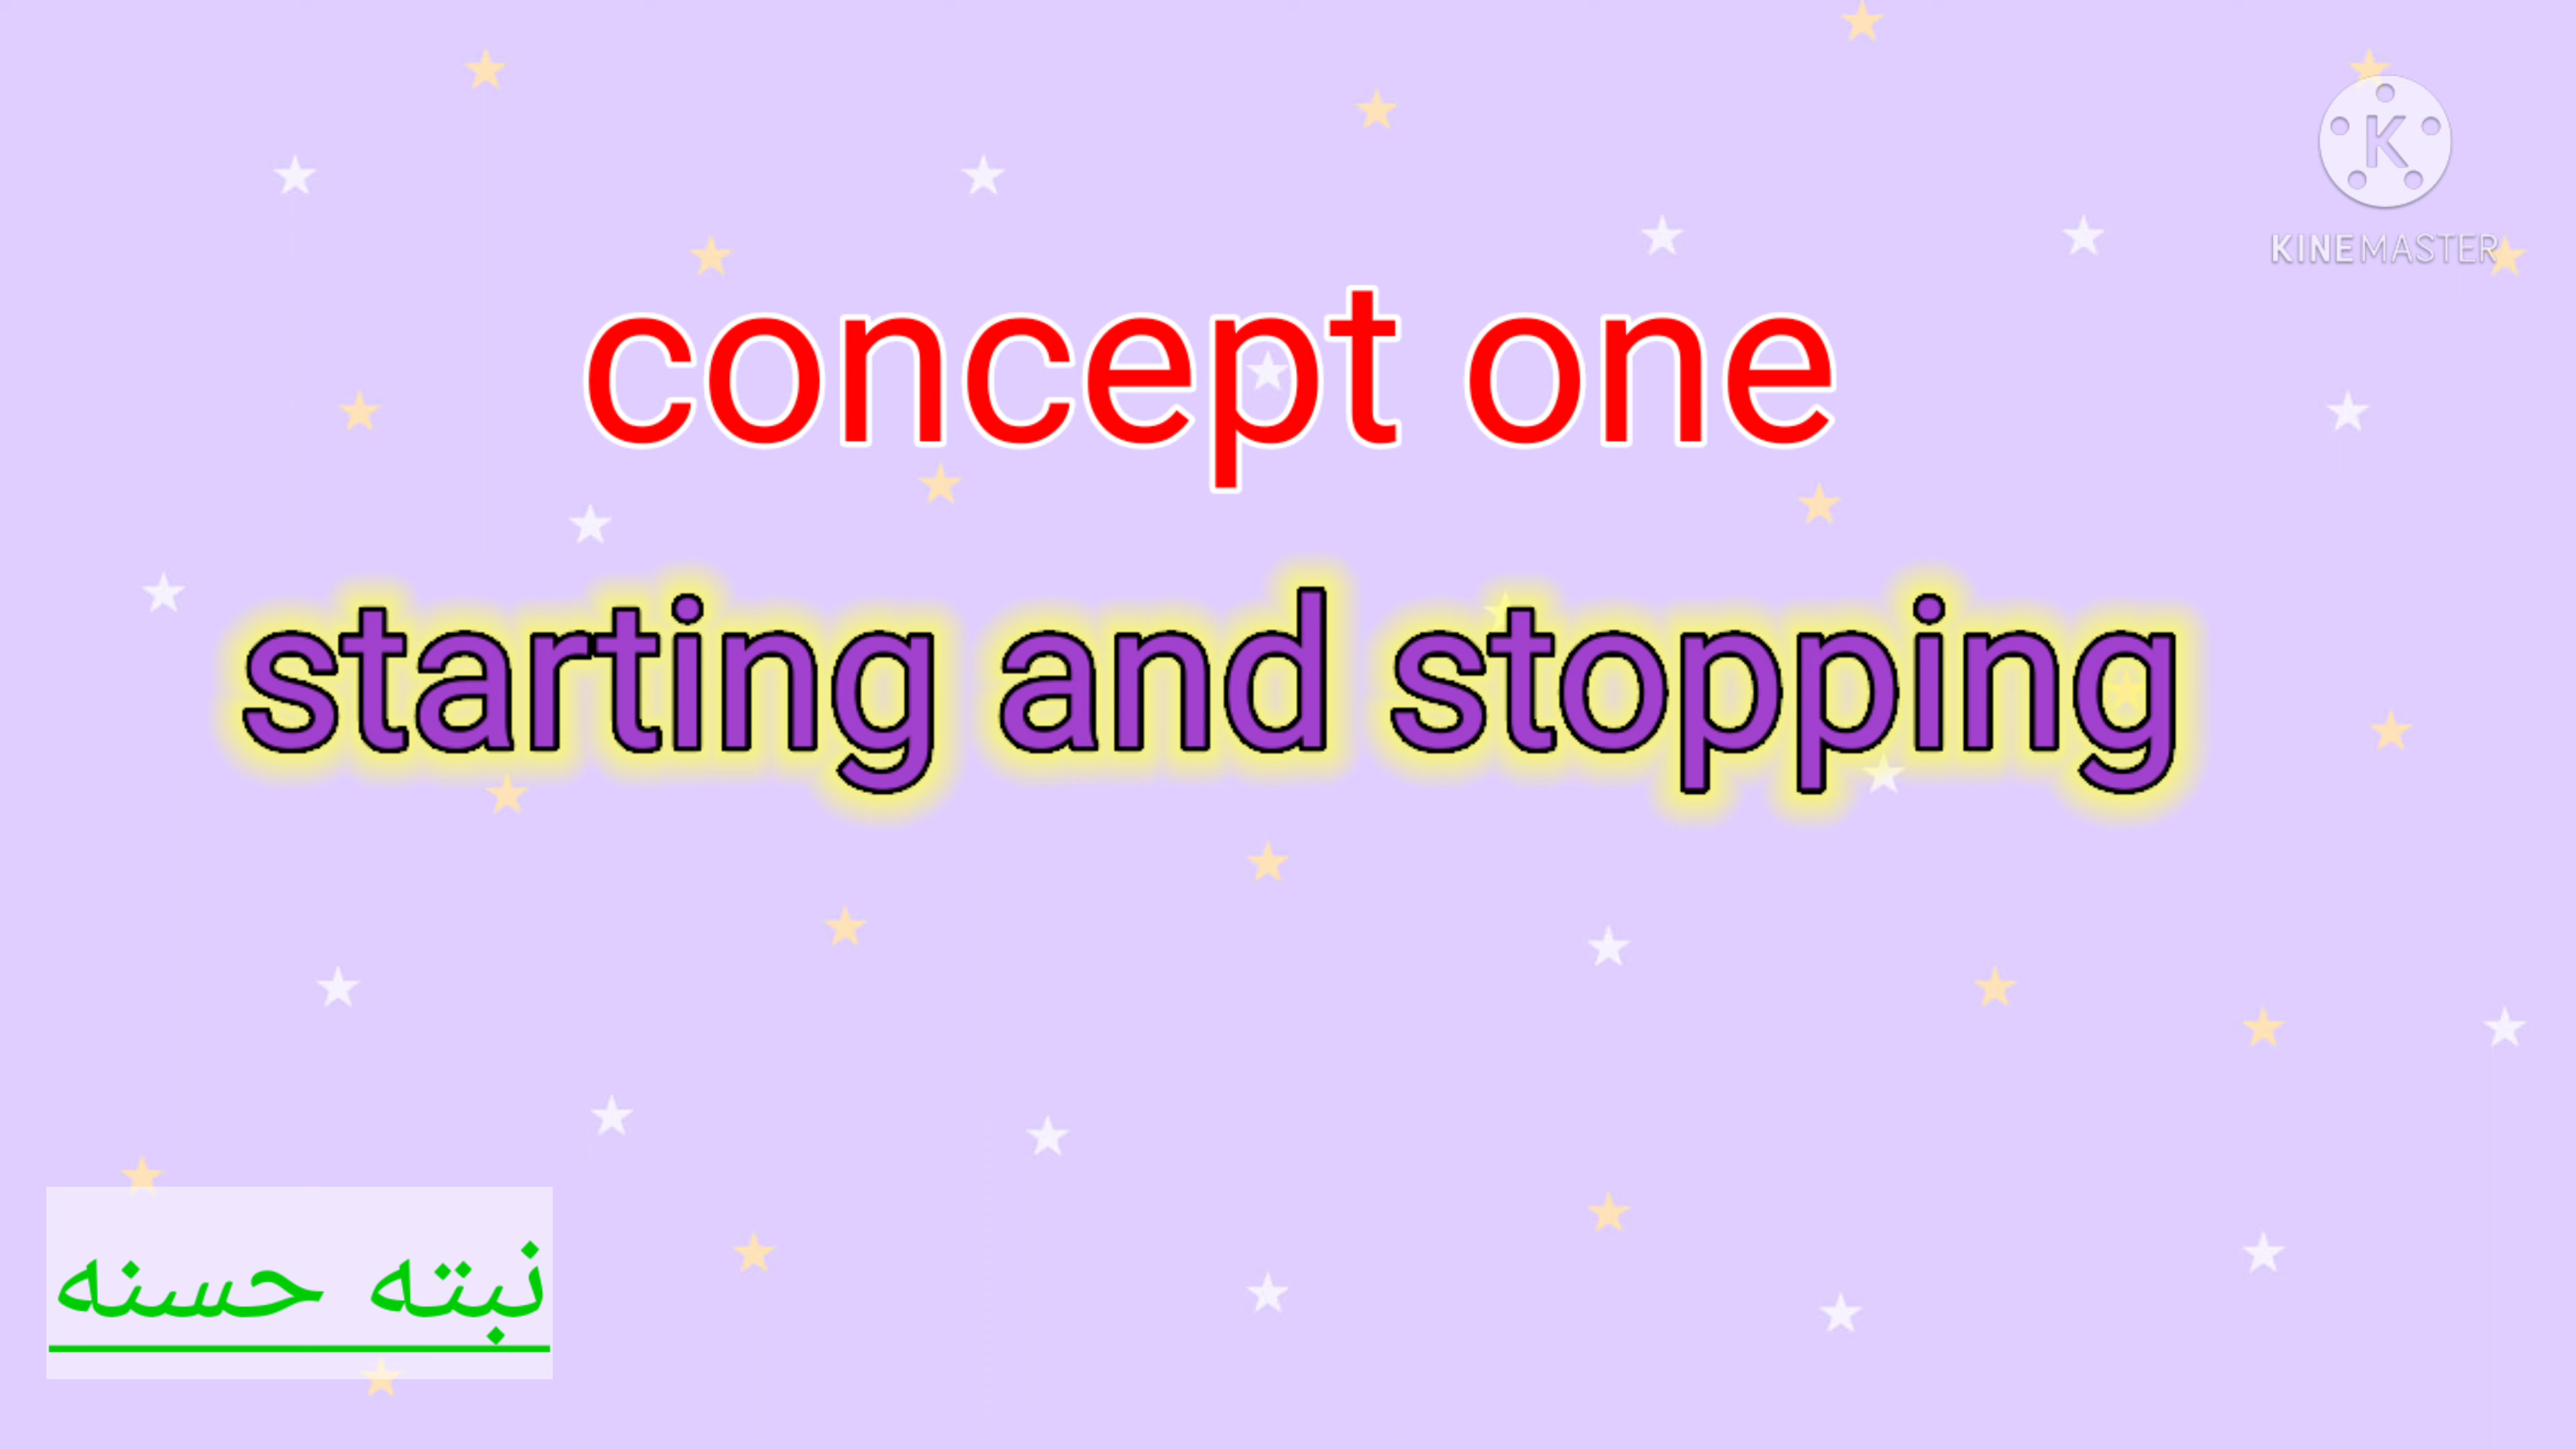 K
KINEMASTER
concept one
starting and stopping
نبته حسنه